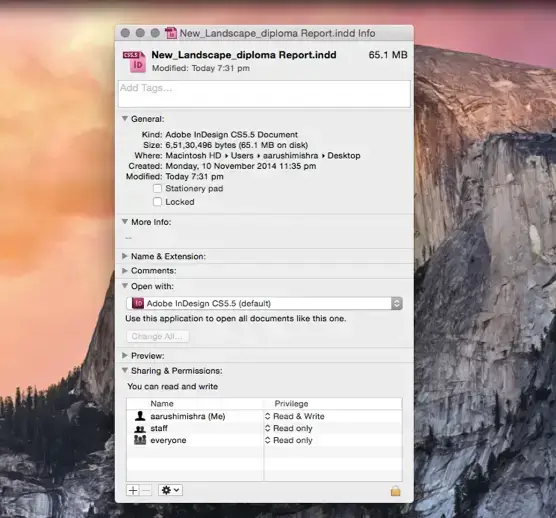 New_Landscape_diploma Report.indd Info
CS5.5
ID
New_Landscape_diploma Report.indd 65.1 MB
Modified: Today 7:31 pm
Add Tags...
General:
Kind: Adobe InDesign CS5.5 Document
Size: 6,51,30,496 bytes (65.1 MB on disk)
Where: Macintosh HD ▸ Users ▸ aarushimishra ▸ Desktop
Created: Monday, 10 November 2014 11:35 pm
Modified: Today 7:31 pm
Stationery pad
Locked
More Info:
--
Name & Extension:
Comments:
Open with:
Adobe InDesign CS5.5 (default)
Use this application to open all documents like this one.
Change All...
Preview:
Sharing & Permissions:
You can read and write
Name Privilege
aarushimishra (Me) Read & Write
staff Read only
everyone Read only